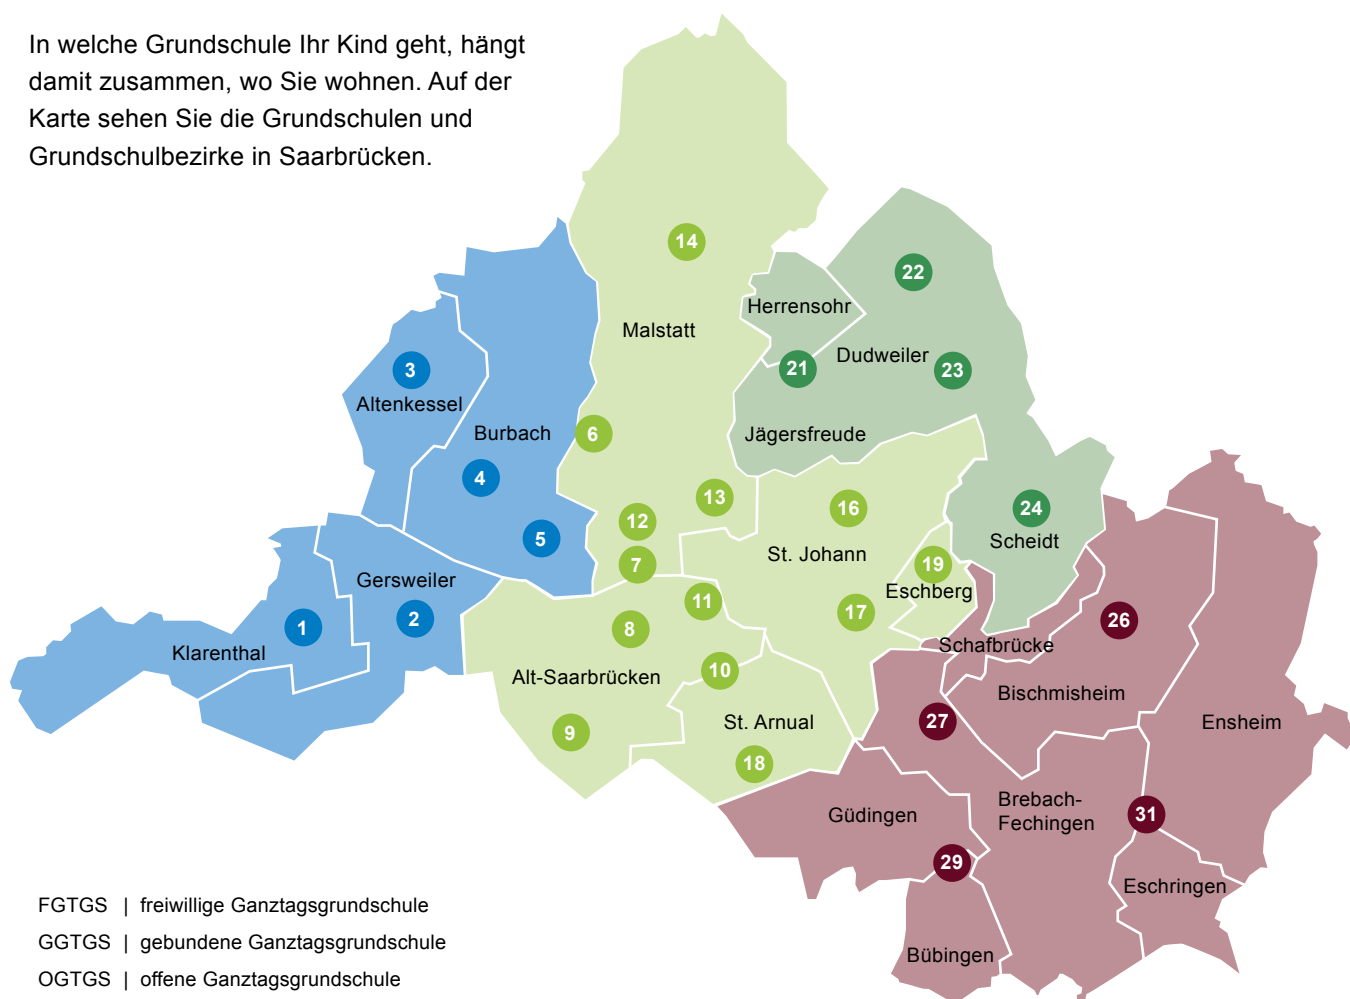 In welche Grundschule Ihr Kind geht, hängt
damit zusammen, wo Sie wohnen. Auf der
Karte sehen Sie die Grundschulen und
Grundschulbezirke in Saarbrücken.
14
22
Herrensohr
Malstatt
Dudweiler
21
23
3
Altenkessel
Burbach
6
Jägersfreude
4
13
16
24
12
5
Scheidt
St. Johann
7
19
Gersweiler
Eschberg
11
17
2
26
1
8
Schafbrücke
Klarenthal
10
Alt-Saarbrücken
Bischmisheim
27
St. Arnual
Ensheim
9
18
Brebach-
Fechingen
Güdingen
31
29
Eschringen
Bübingen
FGTGS | freiwillige Ganztagsgrundschule
GGTGS | gebundene Ganztagsgrundschule
OGTGS | offene Ganztagsgrundschule